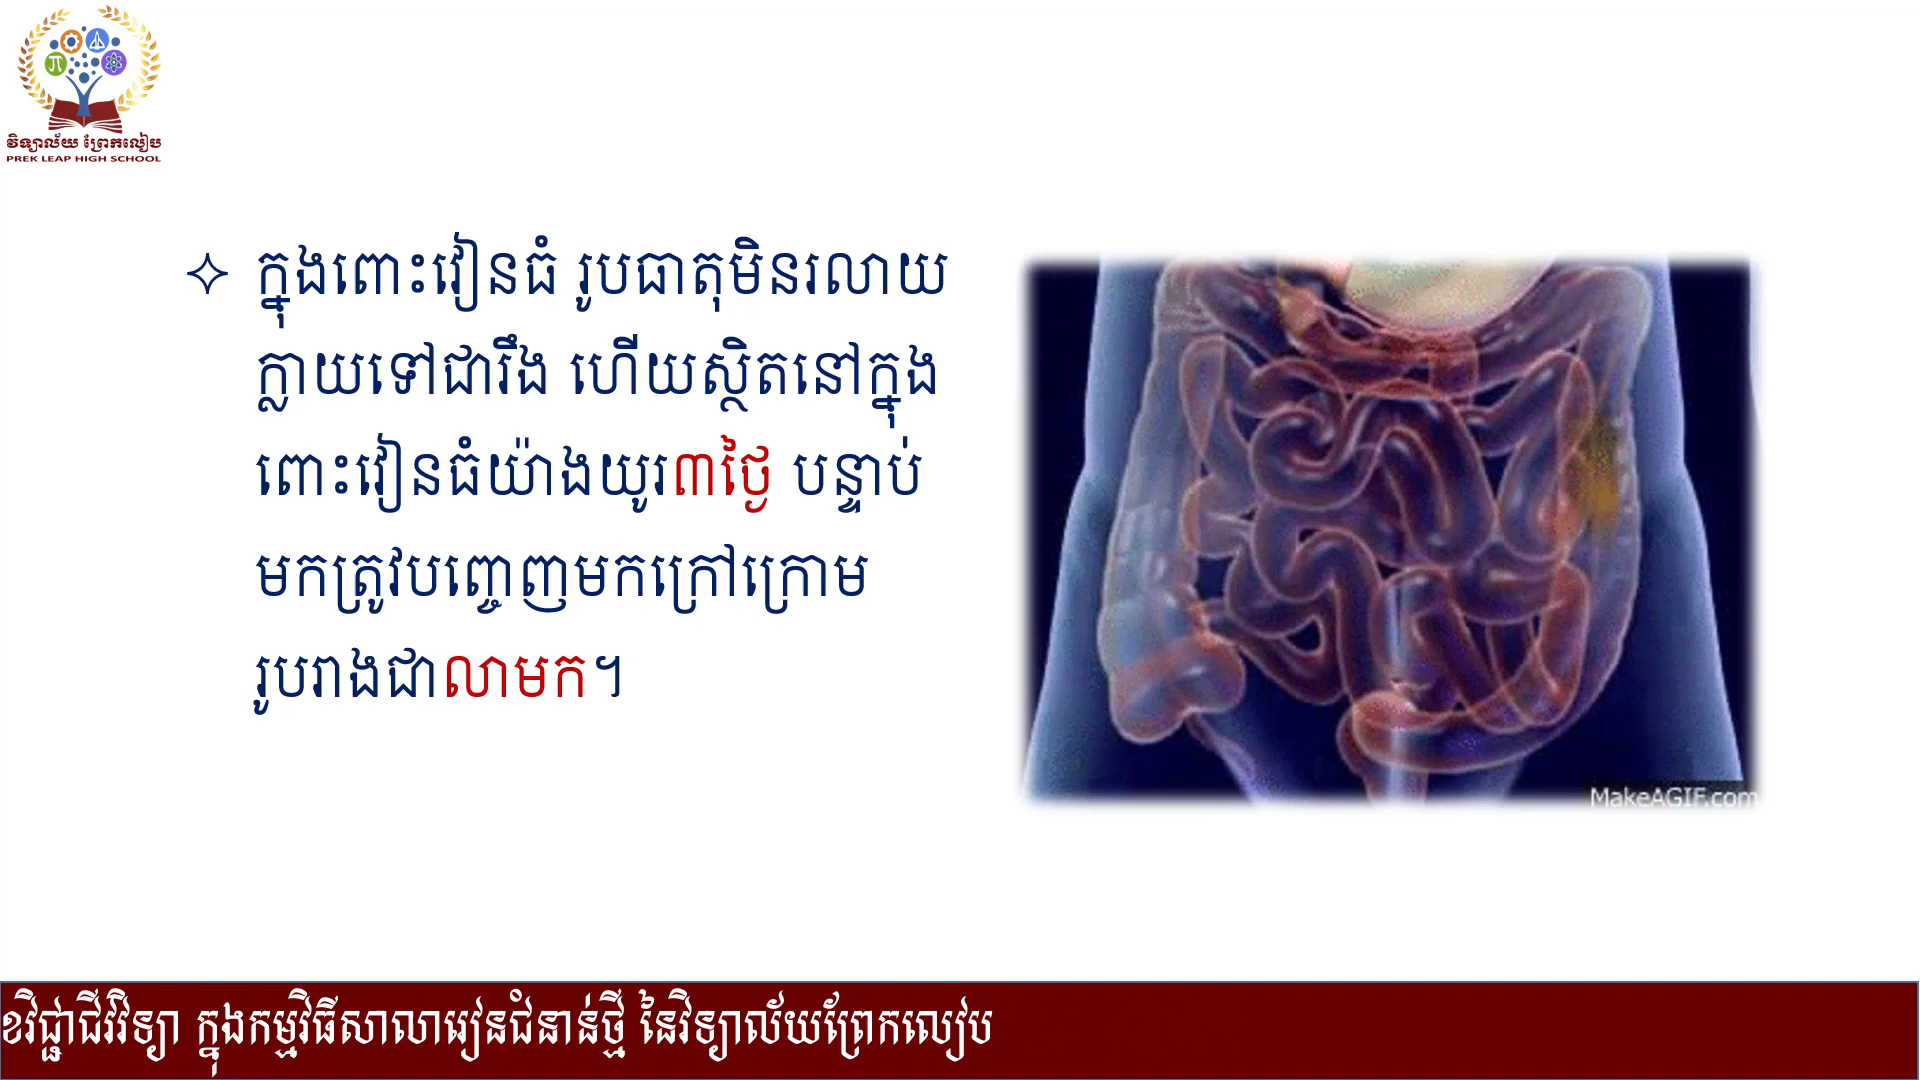 វិទ្យាល័យ ព្រែកលៀប
PREK LEAP HIGH SCHOOL
ក្នុងពោះវៀនធំ រូបធាតុមិនរលាយ
ក្លាយទៅជារឹង ហើយស្ថិតនៅក្នុង
ពោះវៀនធំយ៉ាងយូរ៣ថ្ងៃ បន្ទាប់
មកត្រូវបញ្ចេញមកក្រៅក្រោម
រូបរាងជាលាមក។
MakeAGIF.com
ខវិជ្ជាជីវវិទ្យា ក្នុងកម្មវិធីសាលារៀនជំនាន់ថ្មី នៃវិទ្យាល័យព្រែកលៀប